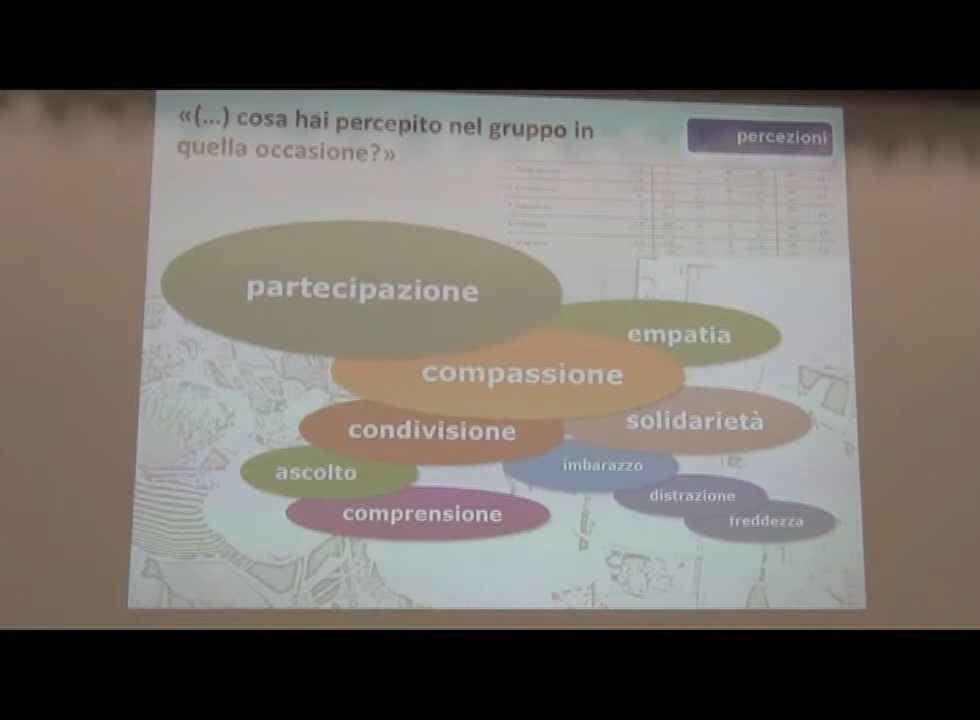 «(...) cosa hai percepito nel gruppo in
quella occasione?»
percezioni
partecipazione
empatia
compassione
solidarietà
condivisione
imbarazzo
ascolto
distrazione
comprensione
freddezza